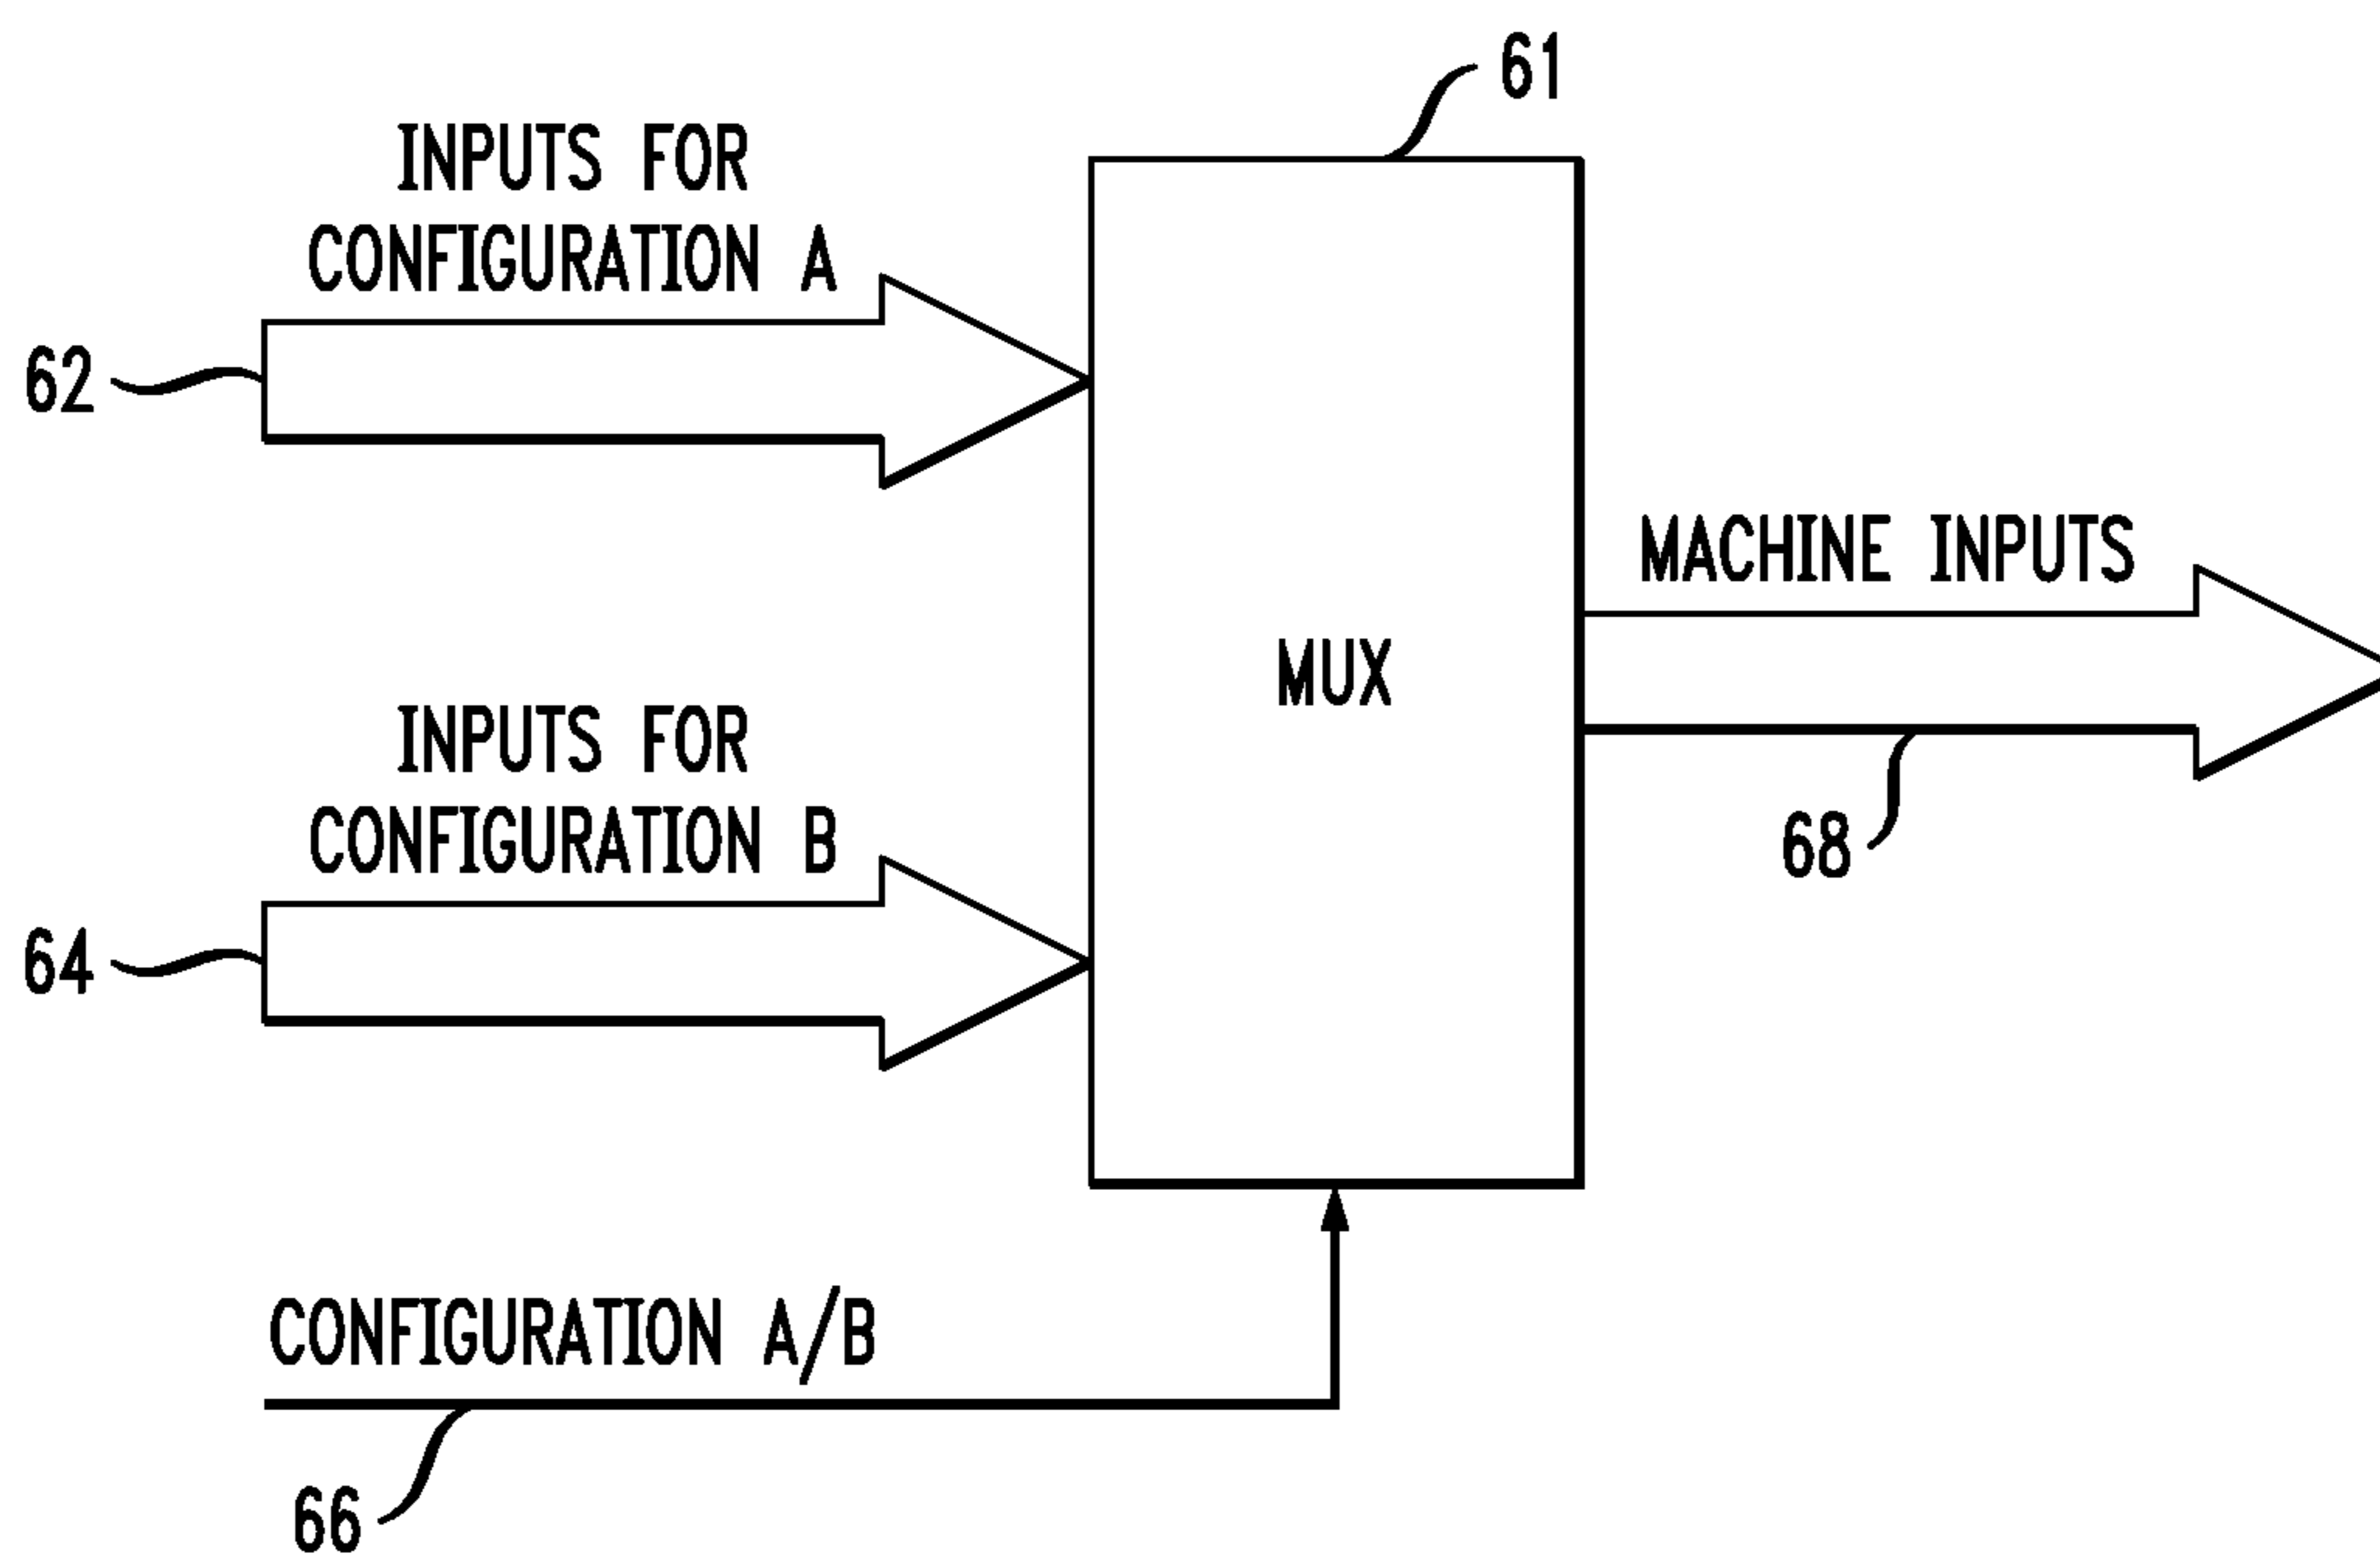 61
INPUTS FOR
CONFIGURATION A
62
MACHINE INPUTS
MUX
INPUTS FOR
CONFIGURATION B
68
64
CONFIGURATION A/B
66